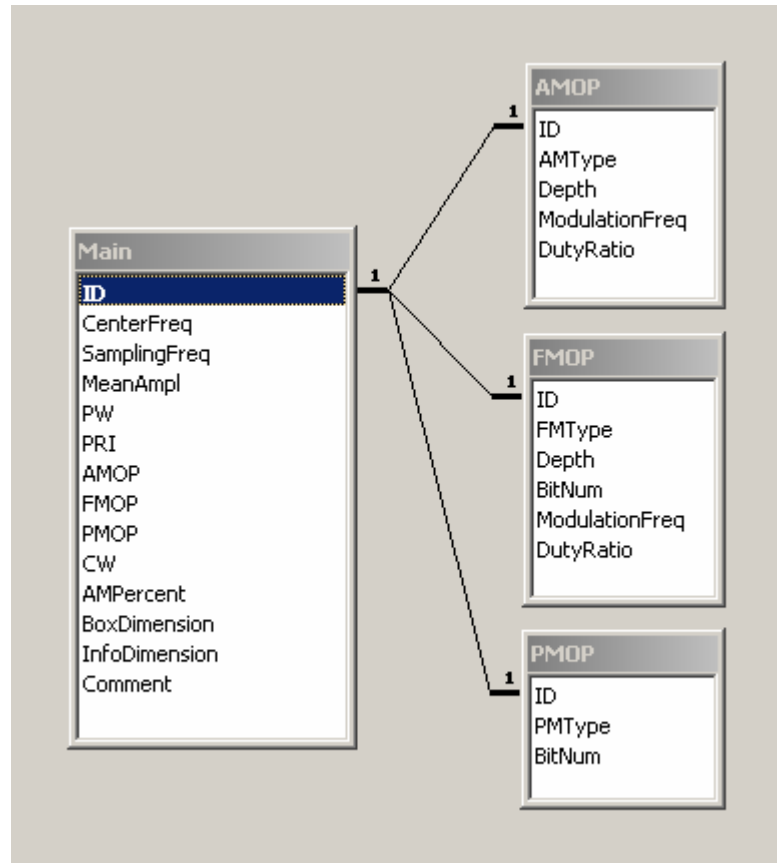 Main
1
ID
CenterFreq
SamplingFreq
MeanAmpl
PW
PRI
AMOP
FMOP
PMOP
CW
AMPercent
BoxDimension
InfoDimension
Comment
AMOP
1
ID
AMType
Depth
ModulationFreq
DutyRatio
FMOP
1
ID
FMType
Depth
BitNum
ModulationFreq
DutyRatio
PMOP
1
ID
PMType
BitNum